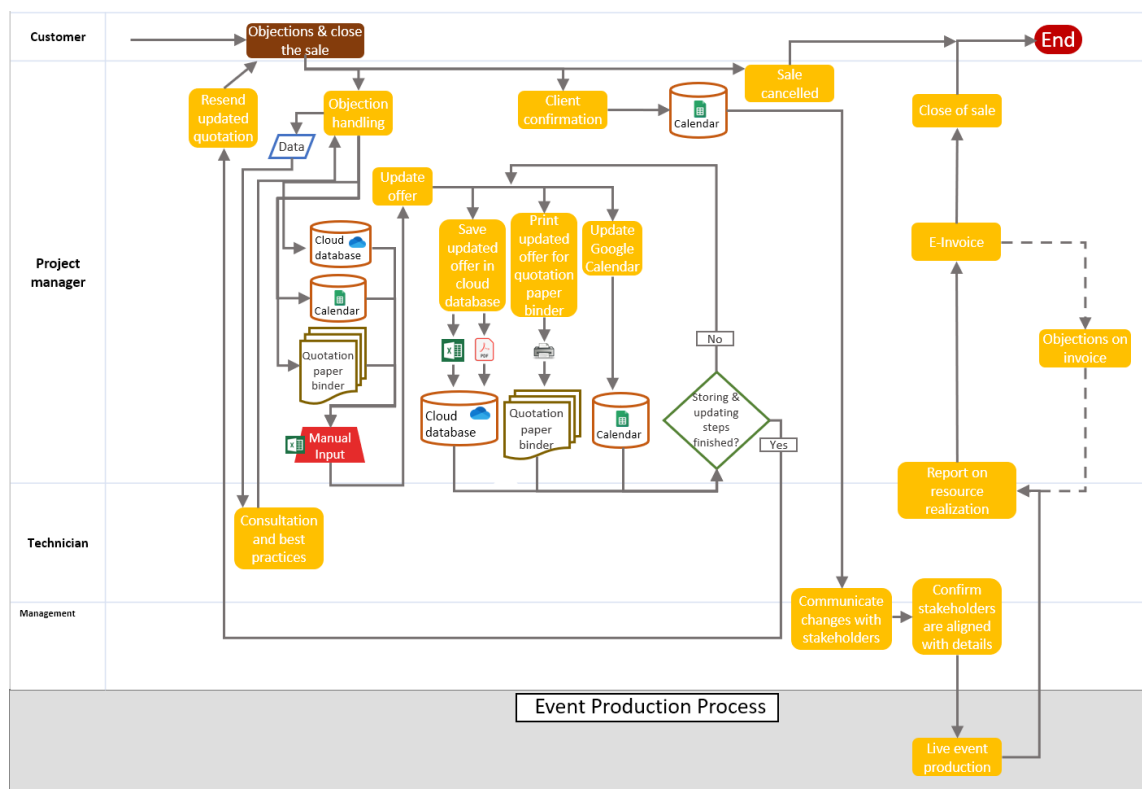 Customer
Objections & close
the sale
End
Resend
updated
quotation
Objection
handling
Data
Client
confirmation
Calendar
Sale
cancelled
Close of sale
Update
offer
Save
updated
offer in
cloud
database
Print
updated
offer for
quotation
paper
binder
Update
Google
Calendar
Cloud
database
Calendar
Quotation
paper
binder
Manual
Input
PDF
Cloud
database
Quotation
paper
binder
Calendar
No
Storing &
updating
steps
finished?
Yes
E-Invoice
Objections on
invoice
Project
manager
Report on
resource
realization
Technician
Consultation
and best
practices
Management
Communicate
changes with
stakeholders
Confirm
stakeholders
are aligned
with details
Event Production Process
Live event
production